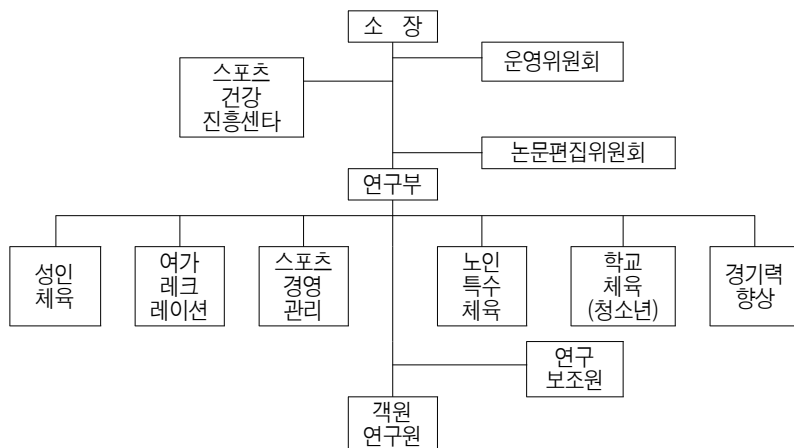 소 장
운영위원회
스포츠
건강
진흥센타
논문편집위원회
연구부
성인
체육
여가
레크
레이션
스포츠
경영
관리
노인
특수
체육
학교
체육
(청소년)
경기력
향상
연구
보조원
객원
연구원